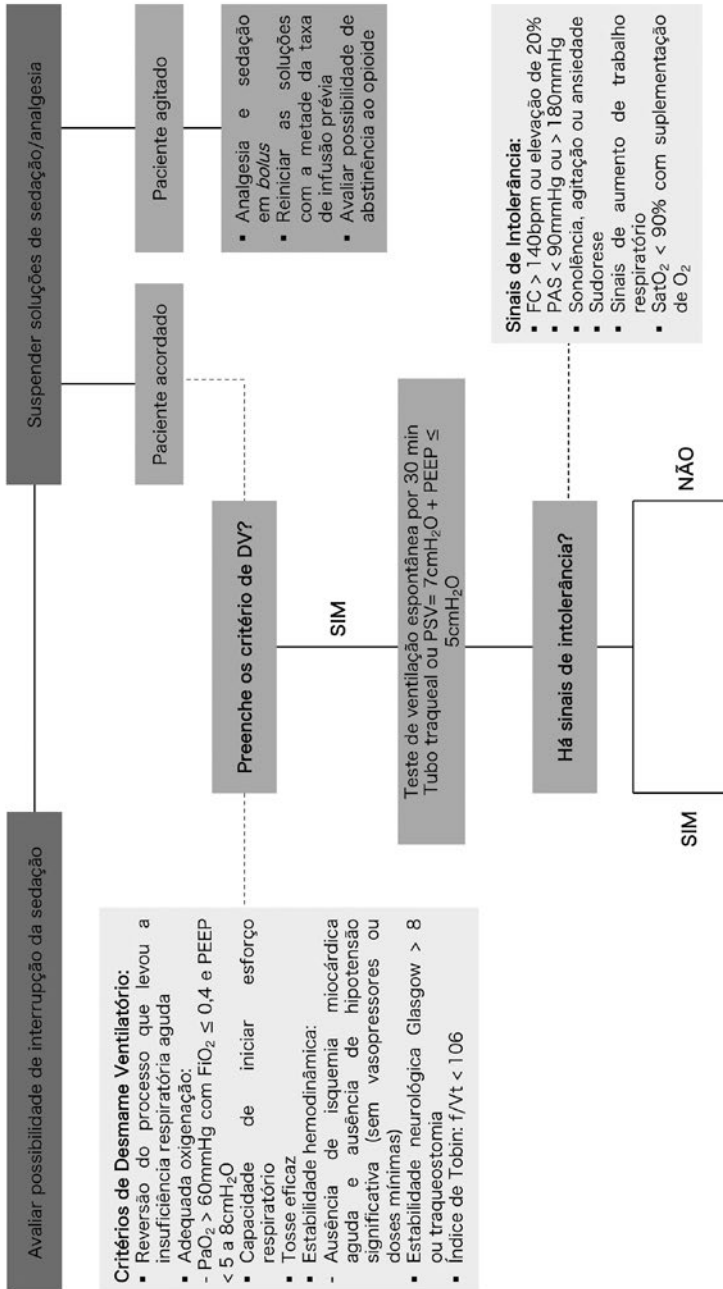 Avaliar possibilidade de interrupção da sedação
Suspender soluções de sedação/analgesia
Paciente acordado
Paciente agitado
▪ Analgesia e sedação
em bolus
▪ Reiniciar as soluções
com a metade da taxa
de infusão prévia
▪ Avaliar possibilidade de
abstinência ao opioide
Critérios de Desmame Ventilatório:
▪ Reversão do processo que levou a
insuficiência respiratória aguda
▪ Adequada oxigenação:
- PaO₂ > 60mmHg com FiO₂ ≤ 0,4 e PEEP
< 5 a 8cmH₂O
▪ Capacidade de iniciar esforço
respiratório
▪ Tosse eficaz
▪ Estabilidade hemodinâmica:
- Ausência de isquemia miocárdica
aguda e ausência de hipotensão
significativa (sem vasopressores ou
doses mínimas)
▪ Estabilidade neurológica Glasgow > 8
ou traqueostomia
▪ Índice de Tobin: f/Vt < 106
Preenche os critério de DV?
SIM
Teste de ventilação espontânea por 30 min
Tubo traqueal ou PSV= 7cmH₂O + PEEP ≤
5cmH₂O
Há sinais de intolerância?
Sinais de Intolerância:
▪ FC > 140bpm ou elevação de 20%
▪ PAS < 90mmHg ou > 180mmHg
▪ Sonolência, agitação ou ansiedade
▪ Sudorese
▪ Sinais de aumento de trabalho
respiratório
▪ SatO₂ < 90% com suplementação
de O₂
SIM
NÃO